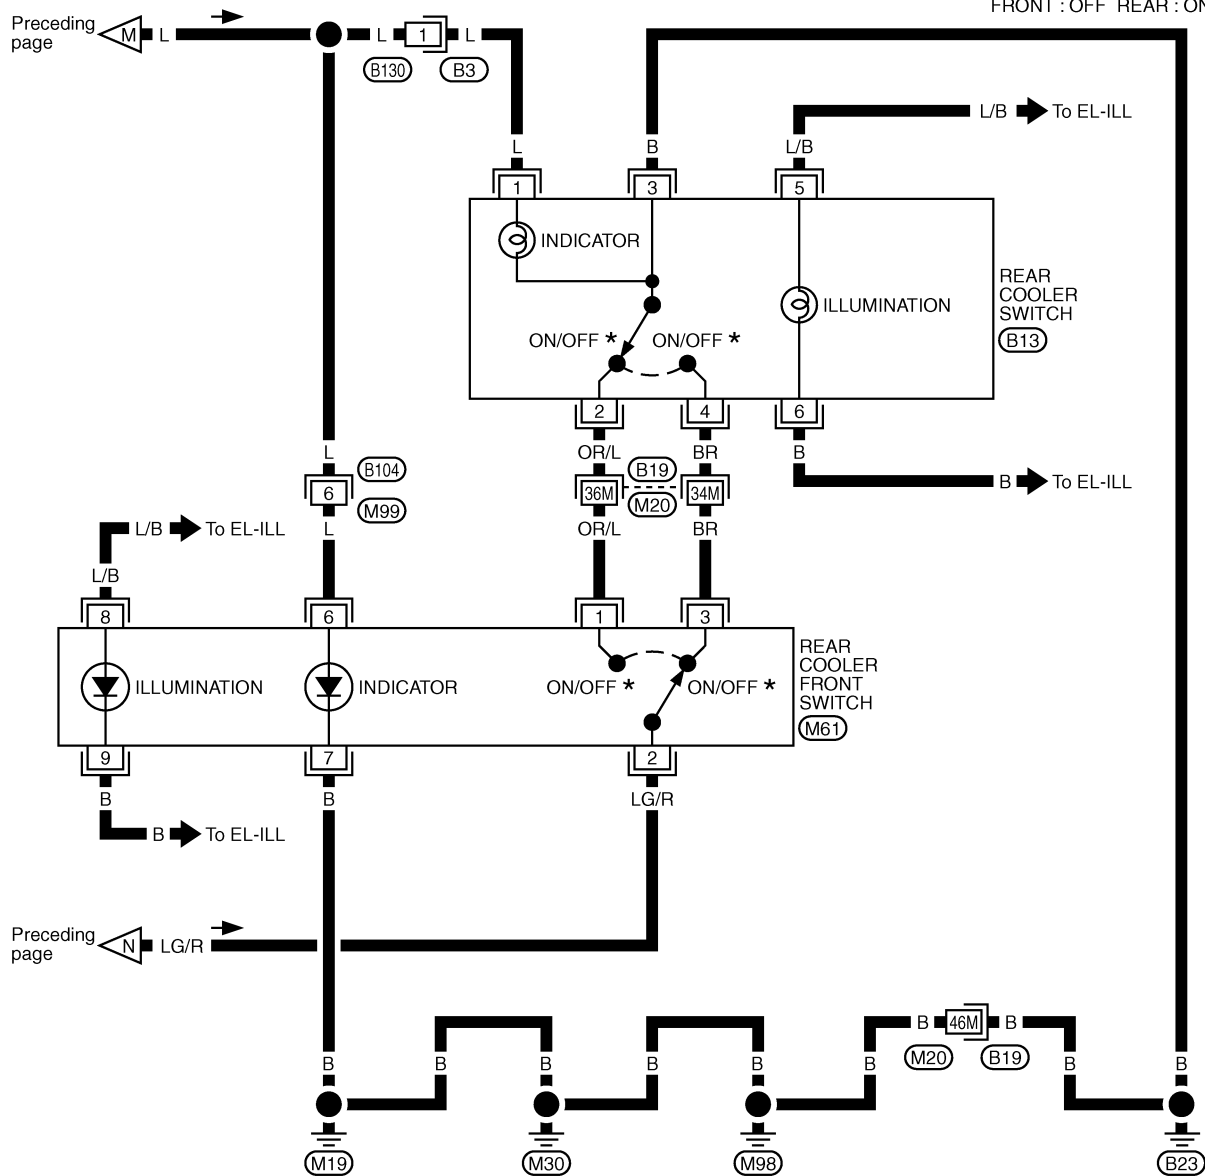 FRONT : OFF REAR : ON
Preceding
page
M
L
L
1
L
B130
B3
L/B
To EL-ILL
L
B
L/B
1
3
5
INDICATOR
ILLUMINATION
REAR
COOLER
SWITCH
B13
ON/OFF *
ON/OFF *
2
4
6
L
OR/L
BR
B
B104
B19
6
36M
34M
B
To EL-ILL
M99
M20
L/B
To EL-ILL
L
OR/L
BR
L/B
8
6
1
3
ILLUMINATION
INDICATOR
ON/OFF *
ON/OFF *
REAR
COOLER
FRONT
SWITCH
M61
9
7
2
B
B
LG/R
B
To EL-ILL
Preceding
page
N
LG/R
B
46M
B
M20
B19
B
B
B
B
B
B
B
B
M19
M30
M98
B23